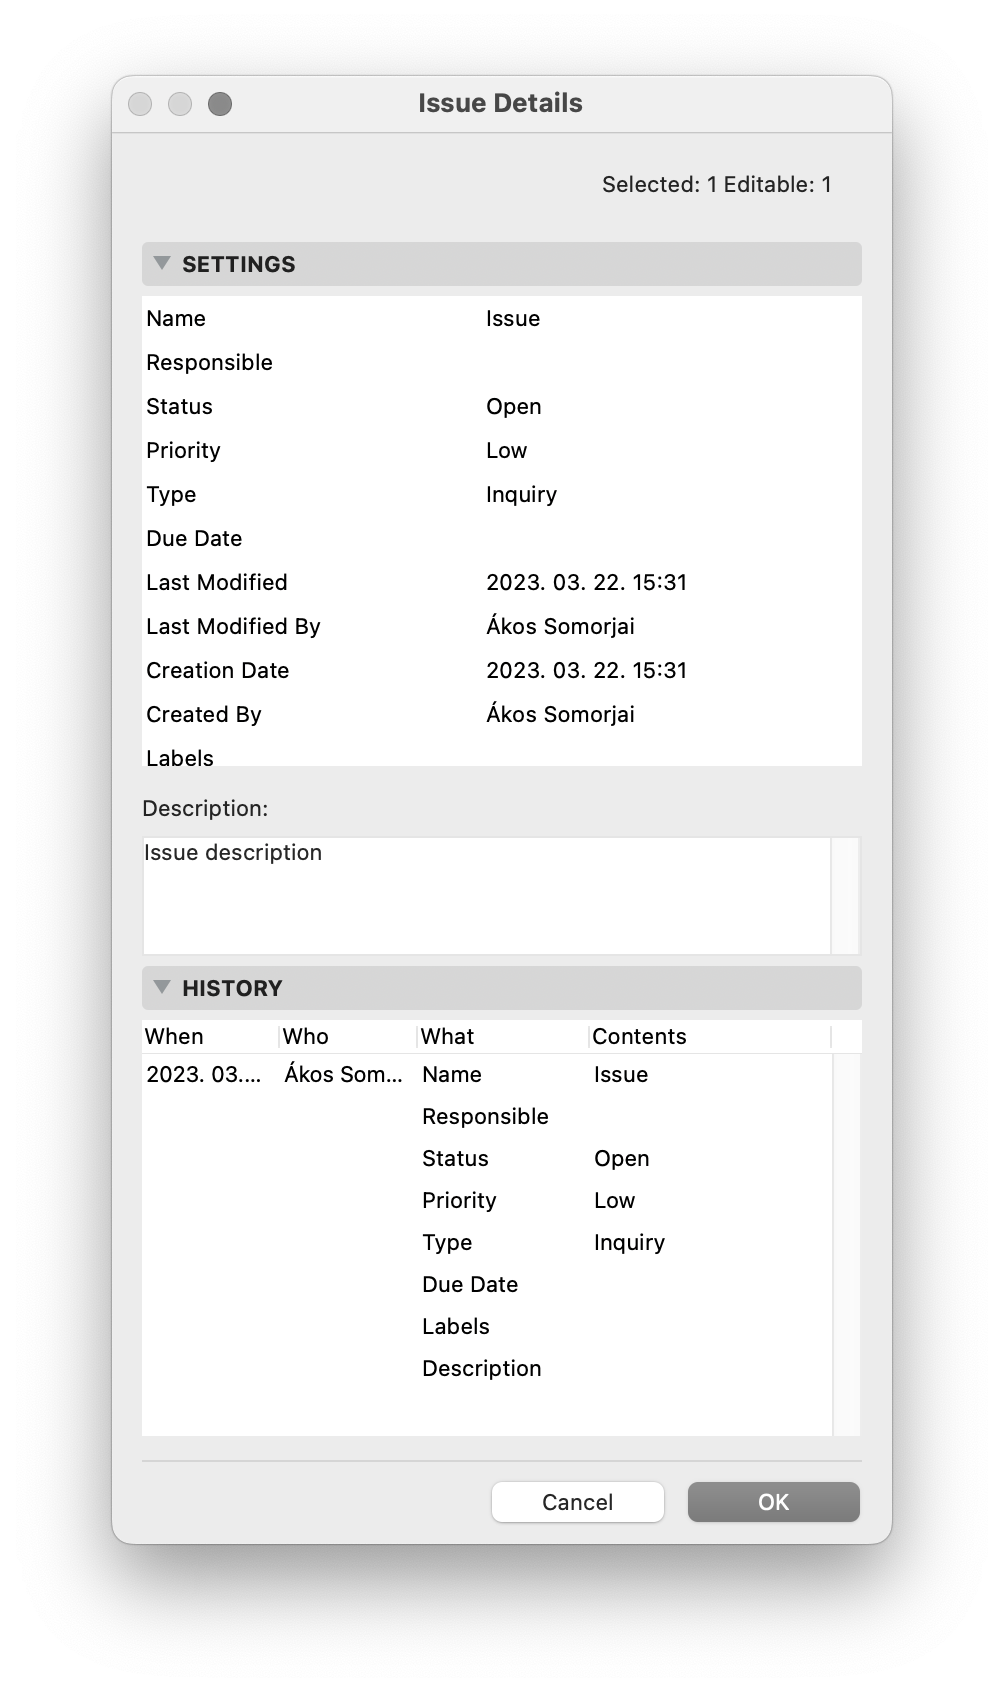 Issue Details
Selected: 1 Editable: 1
SETTINGS
Name Issue
Responsible
Status Open
Priority Low
Type Inquiry
Due Date
Last Modified 2023. 03. 22. 15:31
Last Modified By Ákos Somorjai
Creation Date 2023. 03. 22. 15:31
Created By Ákos Somorjai
Labels
Description:
Issue description
HISTORY
When Who What Contents
2023. 03.... Ákos Som... Name Issue
Responsible
Status Open
Priority Low
Type Inquiry
Due Date
Labels
Description
Cancel OK